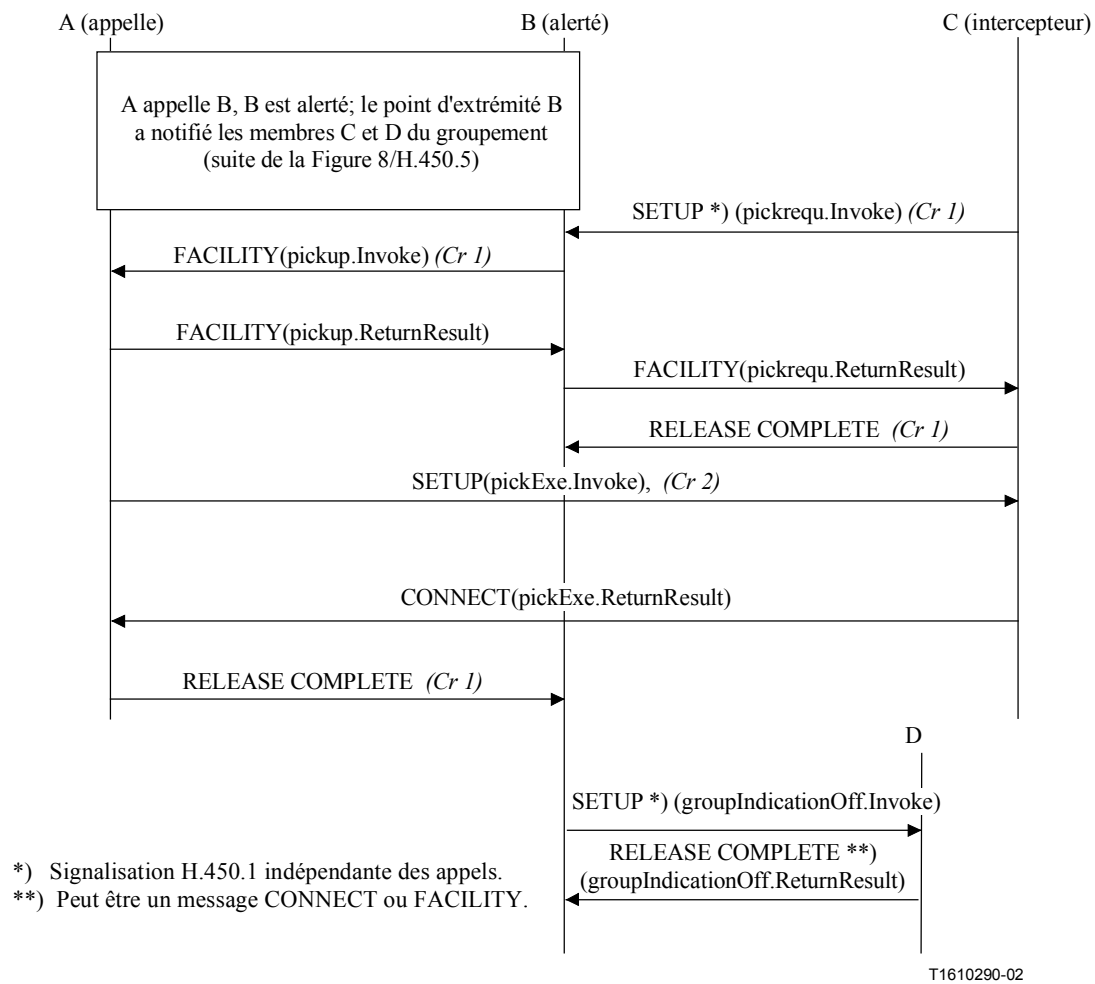 A (appelle)
B (alerté)
C (intercepteur)
A appelle B, B est alerté; le point d'extrémité B
a notifié les membres C et D du groupement
(suite de la Figure 8/H.450.5)
SETUP *) (pickrequ.Invoke) (Cr 1)
FACILITY(pickup.Invoke) (Cr 1)
FACILITY(pickup.ReturnResult)
FACILITY(pickrequ.ReturnResult)
RELEASE COMPLETE (Cr 1)
SETUP(pickExe.Invoke), (Cr 2)
CONNECT(pickExe.ReturnResult)
RELEASE COMPLETE (Cr 1)
D
SETUP *) (groupIndicationOff.Invoke)
RELEASE COMPLETE **)
(groupIndicationOff.ReturnResult)
*) Signalisation H.450.1 indépendante des appels.
**) Peut être un message CONNECT ou FACILITY.
T1610290-02